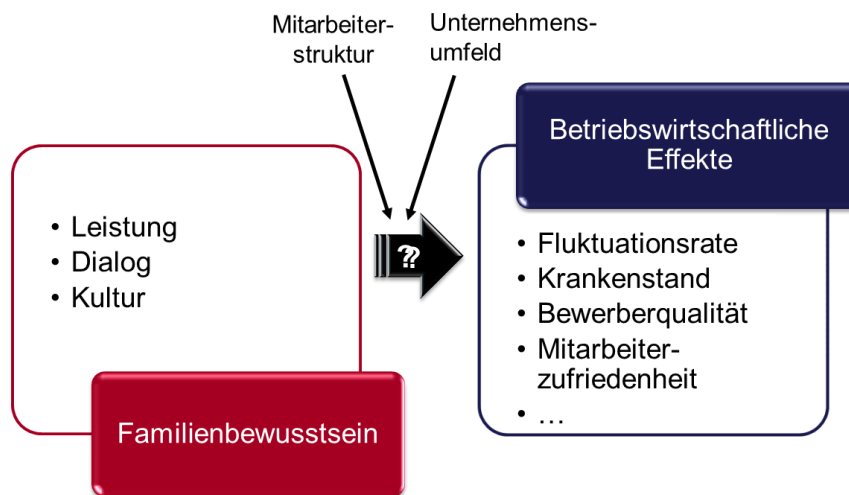 Mitarbeiter-
struktur
Unternehmens-
umfeld
Betriebswirtschaftliche
Effekte
• Leistung
• Dialog
• Kultur
??
• Fluktuationsrate
• Krankenstand
• Bewerberqualität
• Mitarbeiter-
zufriedenheit
• ...
Familienbewusstsein